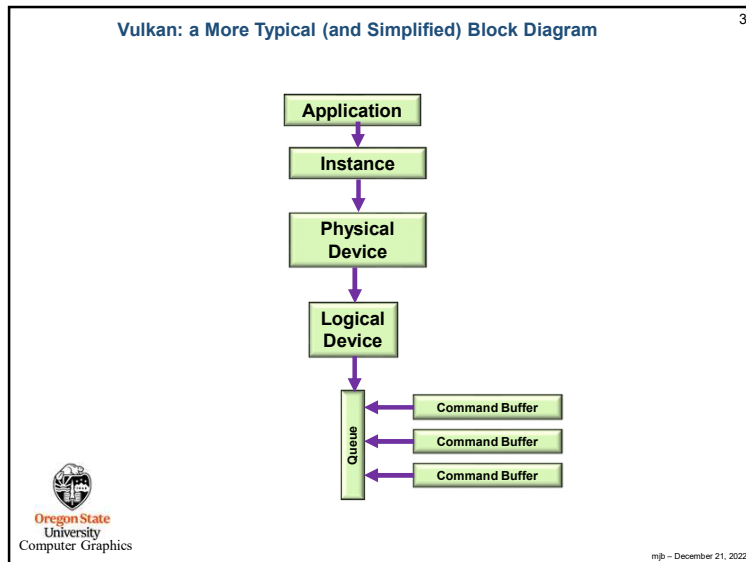 3
Vulkan: a More Typical (and Simplified) Block Diagram
Application
Instance
Physical
Device
Logical
Device
Queue
Command Buffer
Command Buffer
Command Buffer
Oregon State
University
Computer Graphics
mjb – December 21, 2022